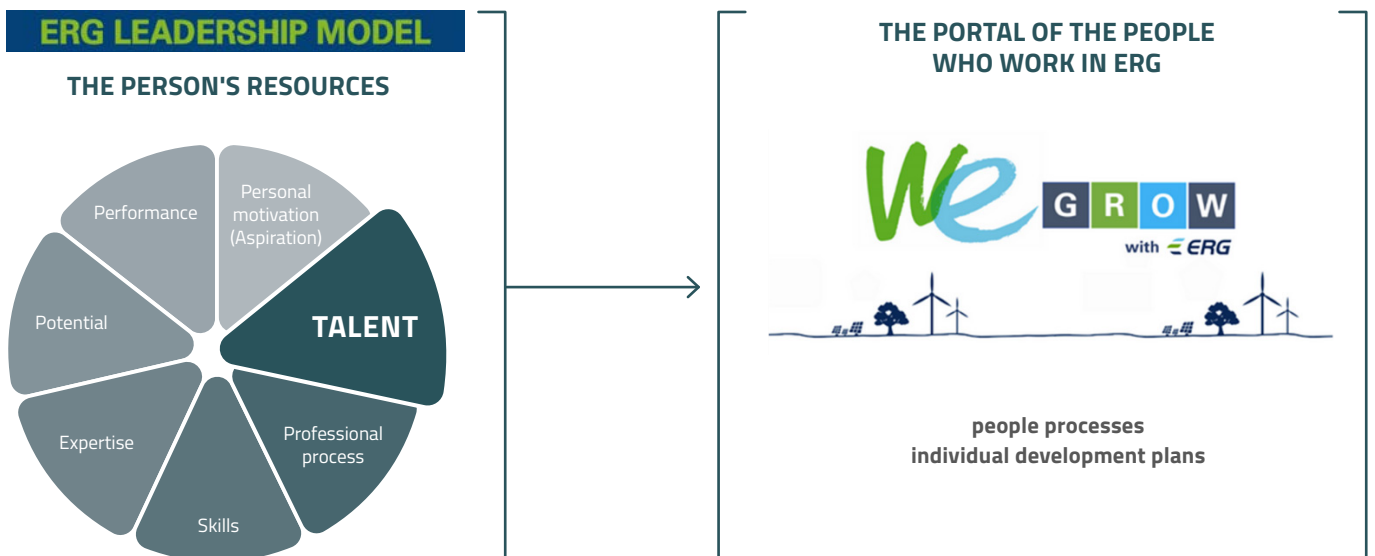 ERG LEADERSHIP MODEL
THE PERSON'S RESOURCES
Performance
Personal
motivation
(Aspiration)
Potential
TALENT
Expertise
Professional
process
Skills
THE PORTAL OF THE PEOPLE
WHO WORK IN ERG
We GROW
with ERG
people processes
individual development plans